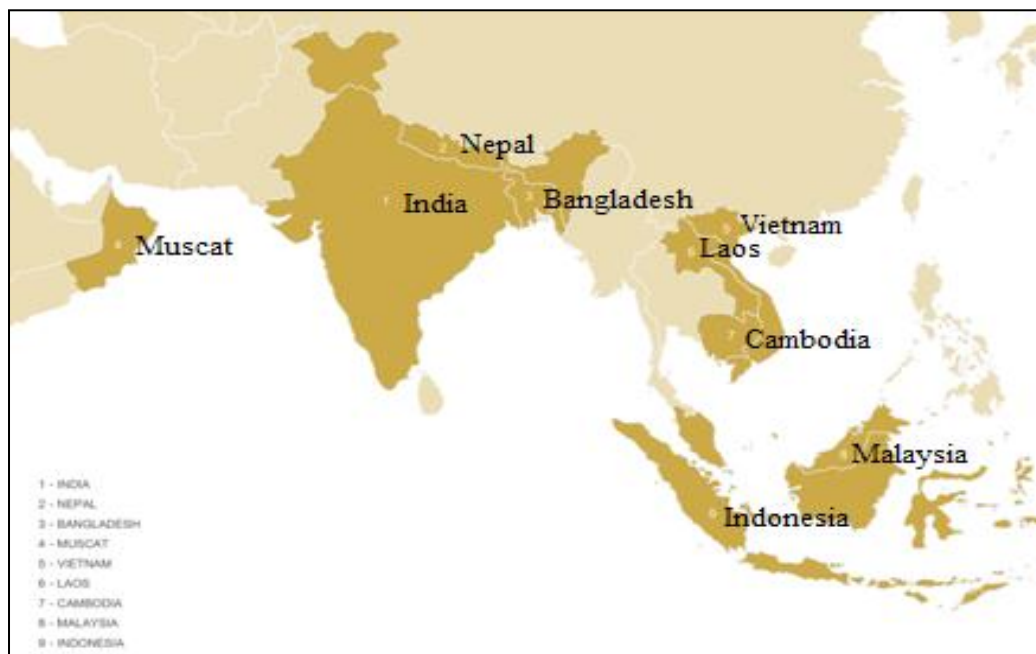 Nepal
India
Bangladesh
Vietnam
Muscat
Laos
Cambodia
Malaysia
Indonesia
1 - INDIA
2 - NEPAL
3 - BANGLADESH
4 - MUSCAT
5 - VIETNAM
6 - LAOS
7 - CAMBODIA
8 - MALAYSIA
9 - INDONESIA